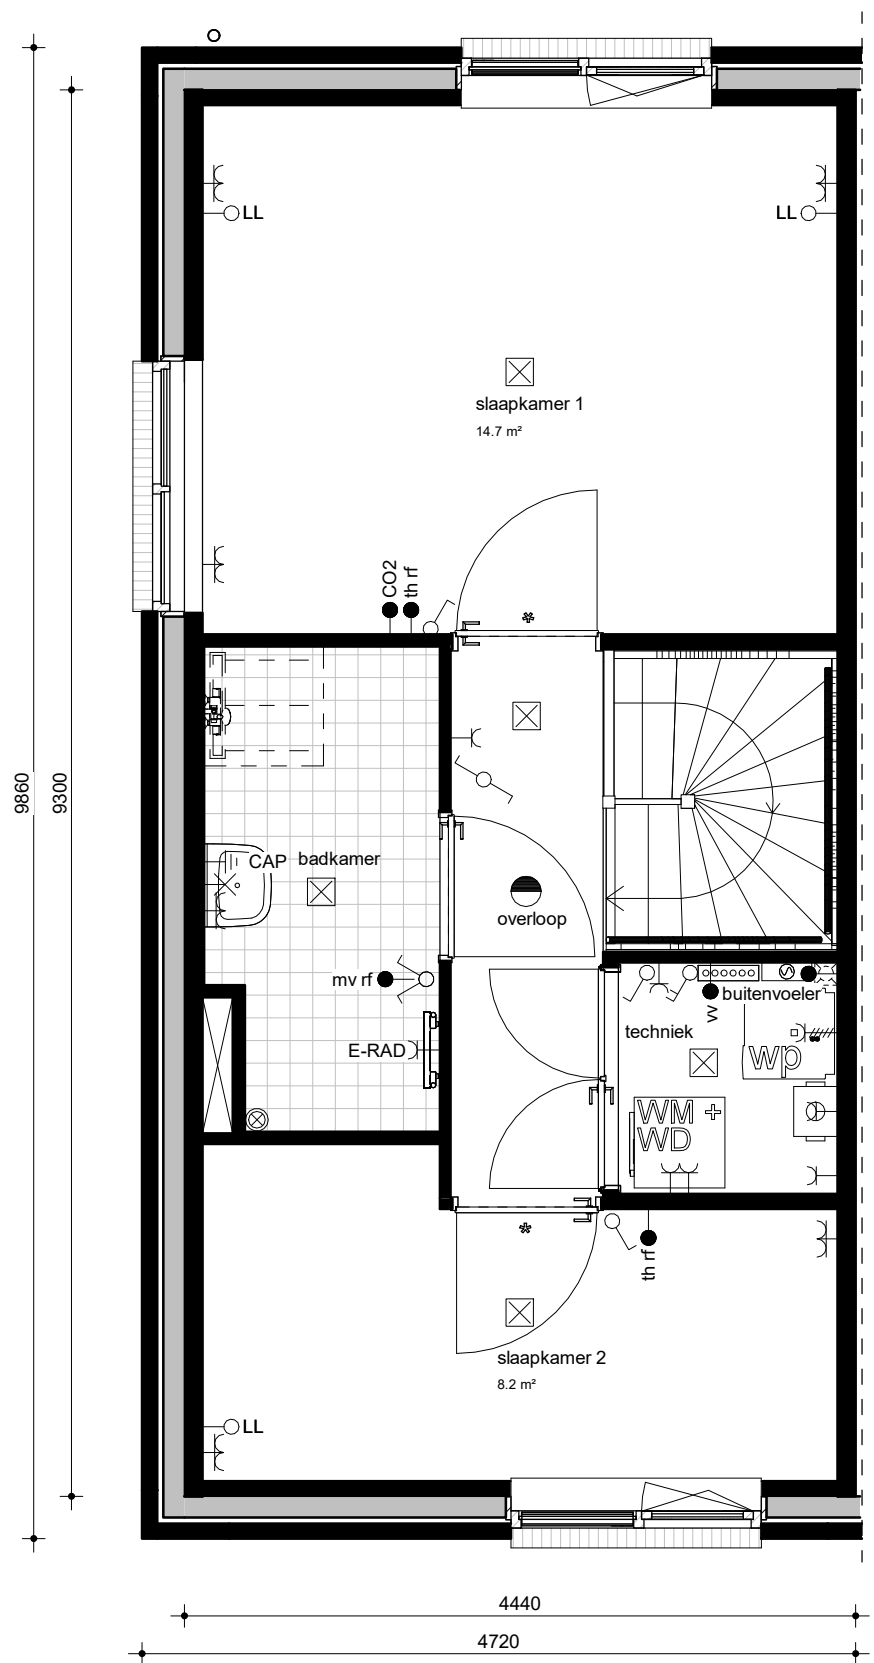 LL
LL
slaapkamer 1
14.7 m²
CO2
th rf
*
9860
9300
CAP
badkamer
overloop
mv rf
vv
buitenvoeler
techniek
E-RAD
wp
WM +
WD
*
th rf
slaapkamer 2
8.2 m²
LL
4440
4720